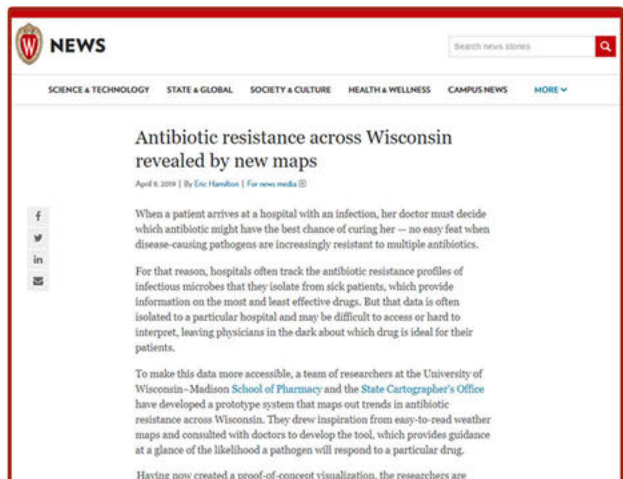 W NEWS
Search news stories
SCIENCE & TECHNOLOGY STATE & GLOBAL SOCIETY & CULTURE HEALTH & WELLNESS CAMPUS NEWS MORE
Antibiotic resistance across Wisconsin
revealed by new maps
April 9, 2019 | By Eric Hamilton | For news media
When a patient arrives at a hospital with an infection, her doctor must decide
which antibiotic might have the best chance of curing her — no easy feat when
disease-causing pathogens are increasingly resistant to multiple antibiotics.
For that reason, hospitals often track the antibiotic resistance profiles of
infectious microbes that they isolate from sick patients, which provide
information on the most and least effective drugs. But that data is often
isolated to a particular hospital and may be difficult to access or hard to
interpret, leaving physicians in the dark about which drug is ideal for their
patients.
To make this data more accessible, a team of researchers at the University of
Wisconsin–Madison School of Pharmacy and the State Cartographer's Office
have developed a prototype system that maps out trends in antibiotic
resistance across Wisconsin. They drew inspiration from easy-to-read weather
maps and consulted with doctors to develop the tool, which provides guidance
at a glance of the likelihood a pathogen will respond to a particular drug.
Having now created a proof-of-concept visualization, the researchers are